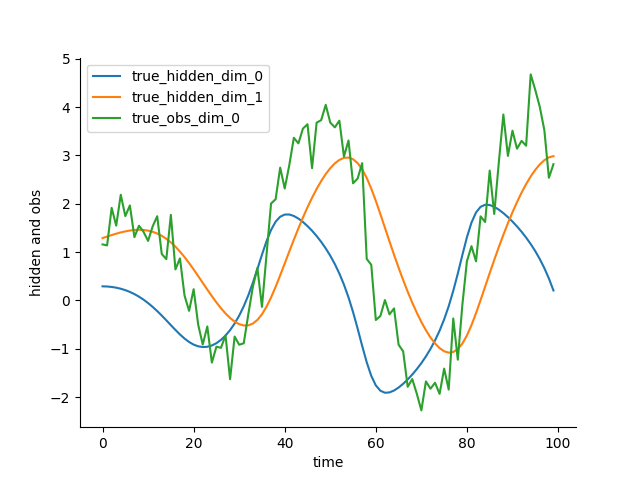 true_hidden_dim_0
true_hidden_dim_1
true_obs_dim_0
hidden and obs
5
4
3
2
1
0
−1
−2
0 20 40 60 80 100
time